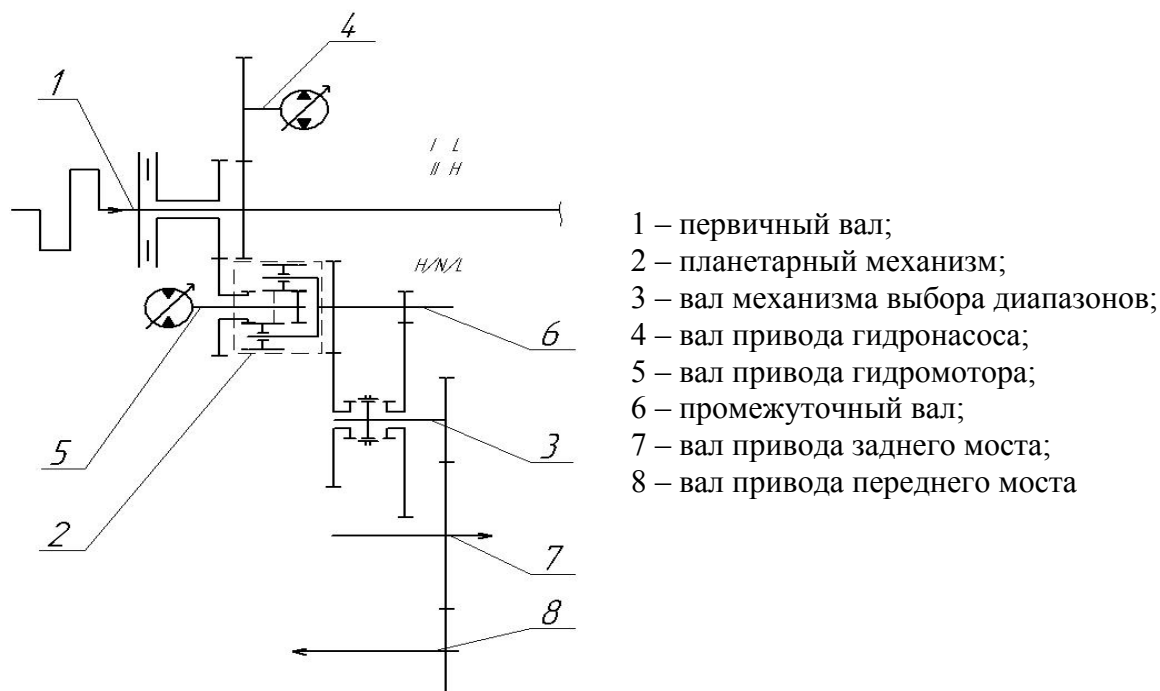 4
1
I L
II H
H/N/L
6
5
3
2
7
8
1 – первичный вал;
2 – планетарный механизм;
3 – вал механизма выбора диапазонов;
4 – вал привода гидронасоса;
5 – вал привода гидромотора;
6 – промежуточный вал;
7 – вал привода заднего моста;
8 – вал привода переднего моста